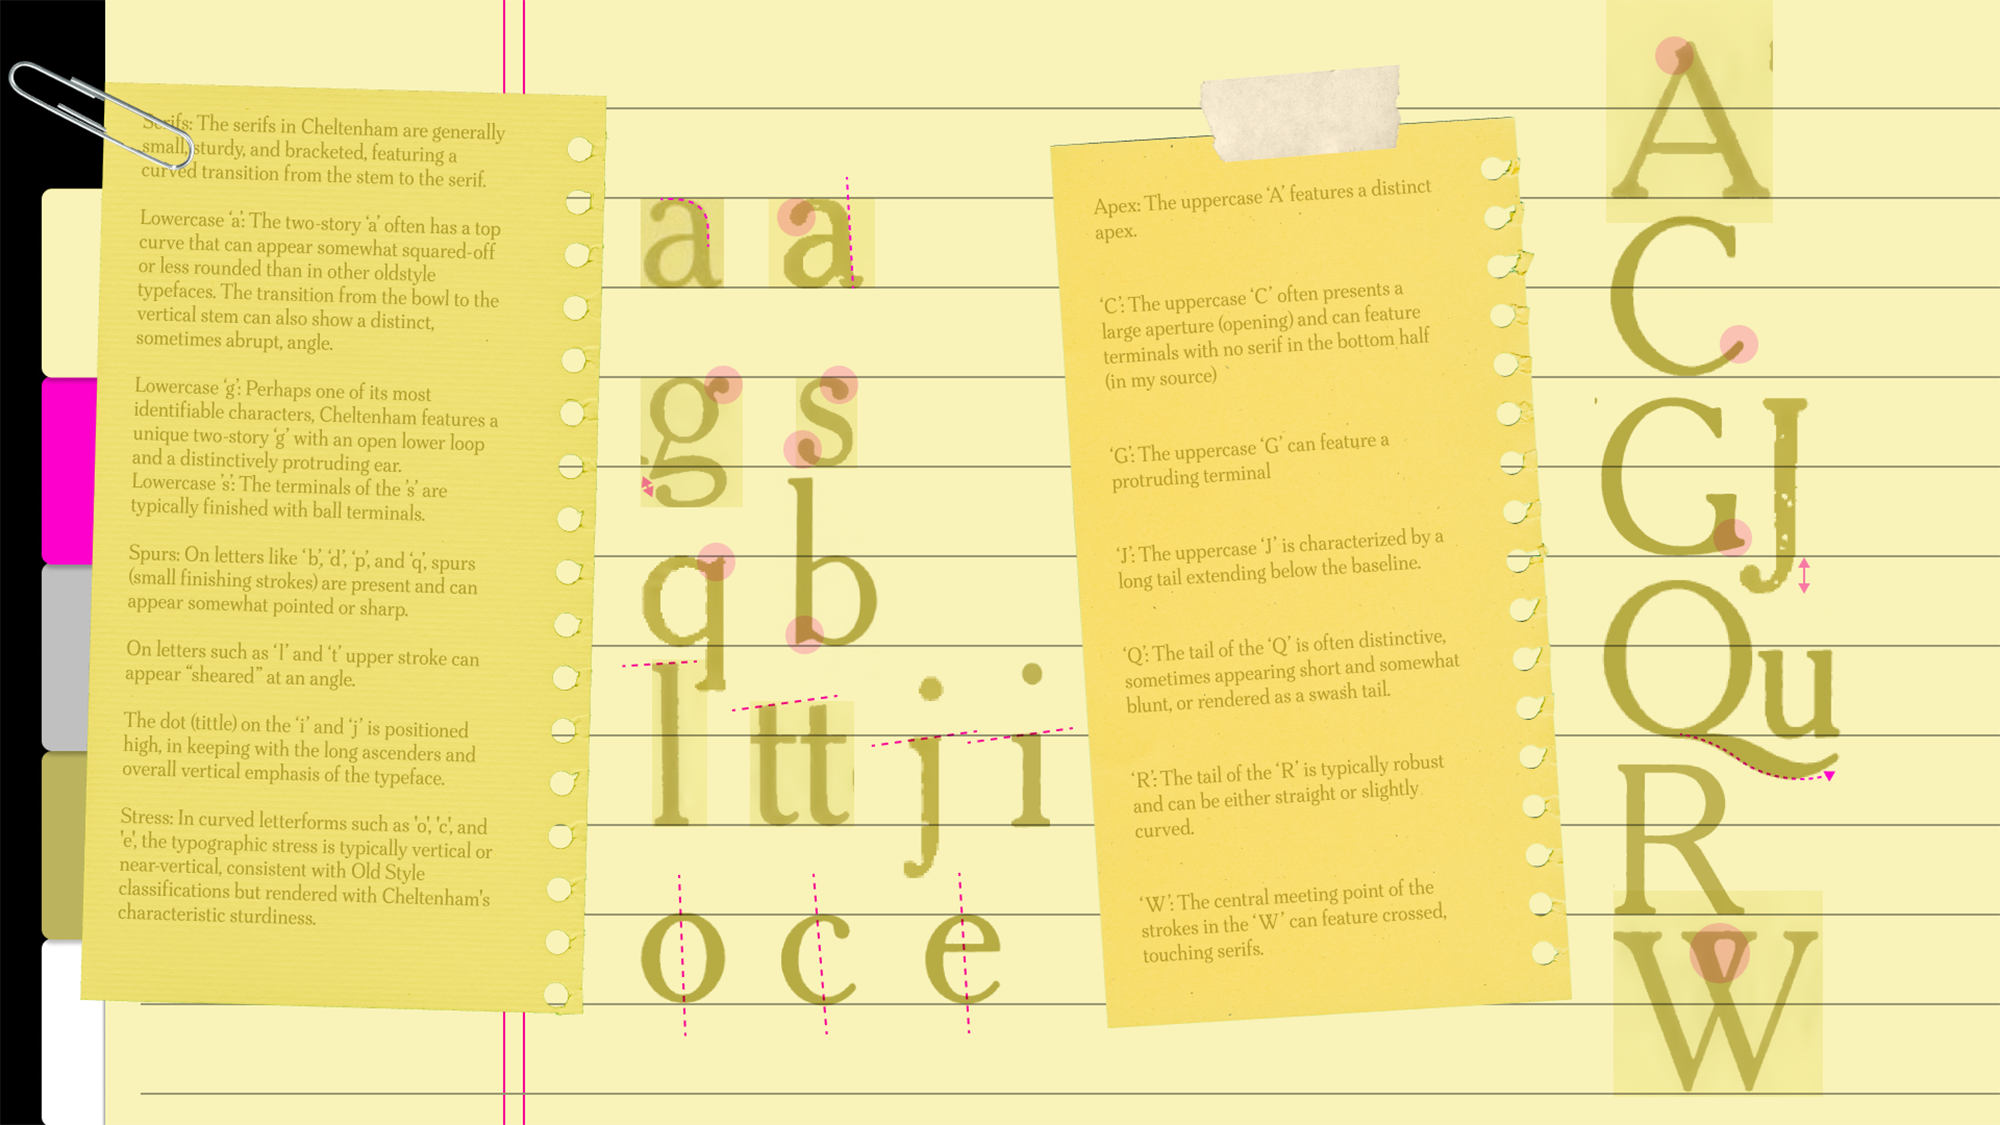 Serifs: The serifs in Cheltenham are generally
small, sturdy, and bracketed, featuring a
curved transition from the stem to the serif.
Lowercase ‘a’: The two-story ‘a’ often has a top
curve that can appear somewhat squared-off
or less rounded than in other oldstyle
typefaces. The transition from the bowl to the
vertical stem can also show a distinct,
sometimes abrupt, angle.
Lowercase ‘g’: Perhaps one of its most
identifiable characters, Cheltenham features a
unique two-story ‘g’ with an open lower loop
and a distinctively protruding ear.
Lowercase ’s’: The terminals of the ’s’ are
typically finished with ball terminals.
Spurs: On letters like ‘b’, ‘d’, ‘p’, and ‘q’, spurs
(small finishing strokes) are present and can
appear somewhat pointed or sharp.
On letters such as ‘l’ and ‘t’ upper stroke can
appear “sheared” at an angle.
The dot (tittle) on the ‘i’ and ‘j’ is positioned
high, in keeping with the long ascenders and
overall vertical emphasis of the typeface.
Stress: In curved letterforms such as 'o', 'c', and
'e', the typographic stress is typically vertical or
near-vertical, consistent with Old Style
classifications but rendered with Cheltenham's
characteristic sturdiness.
a a
g s
q b
l tt j i
o c e
Apex: The uppercase ‘A’ features a distinct
apex.
‘C’: The uppercase ‘C’ often presents a
large aperture (opening) and can feature
terminals with no serif in the bottom half
(in my source)
‘G’: The uppercase ‘G’ can feature a
protruding terminal
‘J’: The uppercase ‘J’ is characterized by a
long tail extending below the baseline.
‘Q’: The tail of the ‘Q’ is often distinctive,
sometimes appearing short and somewhat
blunt, or rendered as a swash tail.
‘R’: The tail of the ‘R’ is typically robust
and can be either straight or slightly
curved.
‘W’: The central meeting point of the
strokes in the ‘W’ can feature crossed,
touching serifs.
A
C
G J
Qu
R
W